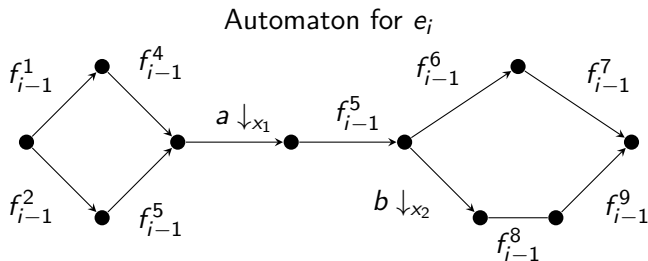 Automaton for e_i
f_{i-1}^1
f_{i-1}^4
f_{i-1}^6
f_{i-1}^7
a ↓_{x_1}
f_{i-1}^5
f_{i-1}^2
f_{i-1}^5
b ↓_{x_2}
f_{i-1}^8
f_{i-1}^9